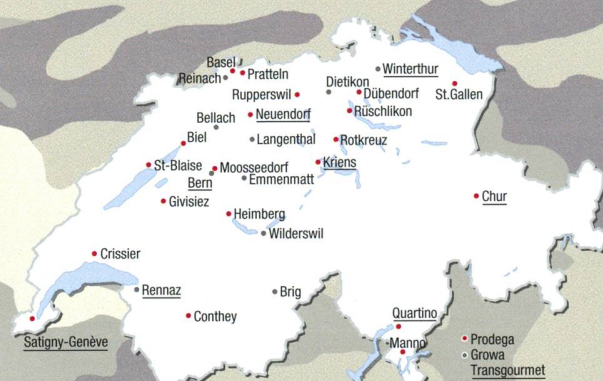 Basel
Reinach
Pratteln
Winterthur
Dietikon
Rupperswil
Dübendorf
St.Gallen
Bellach
Neuendorf
Rüschlikon
Biel
Langenthal
Rotkreuz
St-Blaise
Moosseedorf
Kriens
Bern
Emmenmatt
Givisiez
Chur
Heimberg
Wilderswil
Crissier
Rennaz
Brig
Conthey
Quartino
Satigny-Genève
Manno
Prodega
Growa
Transgourmet